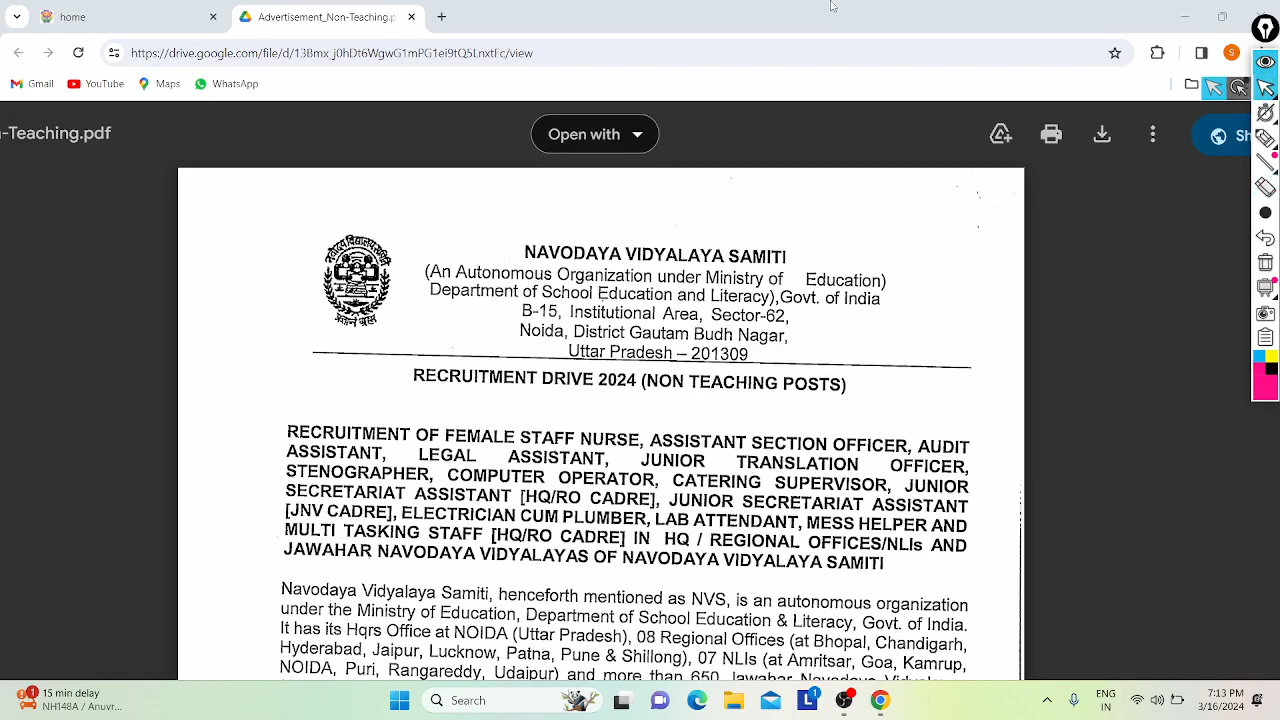 home
Advertisement_Non-Teaching.p
https://drive.google.com/file/d/13Bmx_j0hDt6WgwG1mPG1ei9tQ5LnxtEc/view
S
Gmail
YouTube
Maps
WhatsApp
-Teaching.pdf
Open with
Sh
NAVODAYA VIDYALAYA SAMITI
(An Autonomous Organization under Ministry of Education)
Department of School Education and Literacy),Govt. of India
B-15, Institutional Area, Sector-62,
Noida, District Gautam Budh Nagar,
Uttar Pradesh – 201309
RECRUITMENT DRIVE 2024 (NON TEACHING POSTS)
RECRUITMENT OF FEMALE STAFF NURSE, ASSISTANT SECTION OFFICER, AUDIT
ASSISTANT, LEGAL ASSISTANT, JUNIOR TRANSLATION OFFICER,
STENOGRAPHER, COMPUTER OPERATOR, CATERING SUPERVISOR, JUNIOR
SECRETARIAT ASSISTANT [HQ/RO CADRE], JUNIOR SECRETARIAT ASSISTANT
[JNV CADRE], ELECTRICIAN CUM PLUMBER, LAB ATTENDANT, MESS HELPER AND
MULTI TASKING STAFF [HQ/RO CADRE] IN HQ / REGIONAL OFFICES/NLIs AND
JAWAHAR NAVODAYA VIDYALAYAS OF NAVODAYA VIDYALAYA SAMITI
Navodaya Vidyalaya Samiti, henceforth mentioned as NVS, is an autonomous organization
under the Ministry of Education, Department of School Education & Literacy, Govt. of India.
It has its Hqrs Office at NOIDA (Uttar Pradesh), 08 Regional Offices (at Bhopal, Chandigarh,
Hyderabad, Jaipur, Lucknow, Patna, Pune & Shillong), 07 NLIs (at Amritsar, Goa, Kamrup,
NOIDA, Puri, Rangareddy, Udaipur) and more than 650 Jawahar Navodaya
1
15 min delay
NH148A / Anuvr...
Search
1
ENG
IN
7:13 PM
3/16/2024